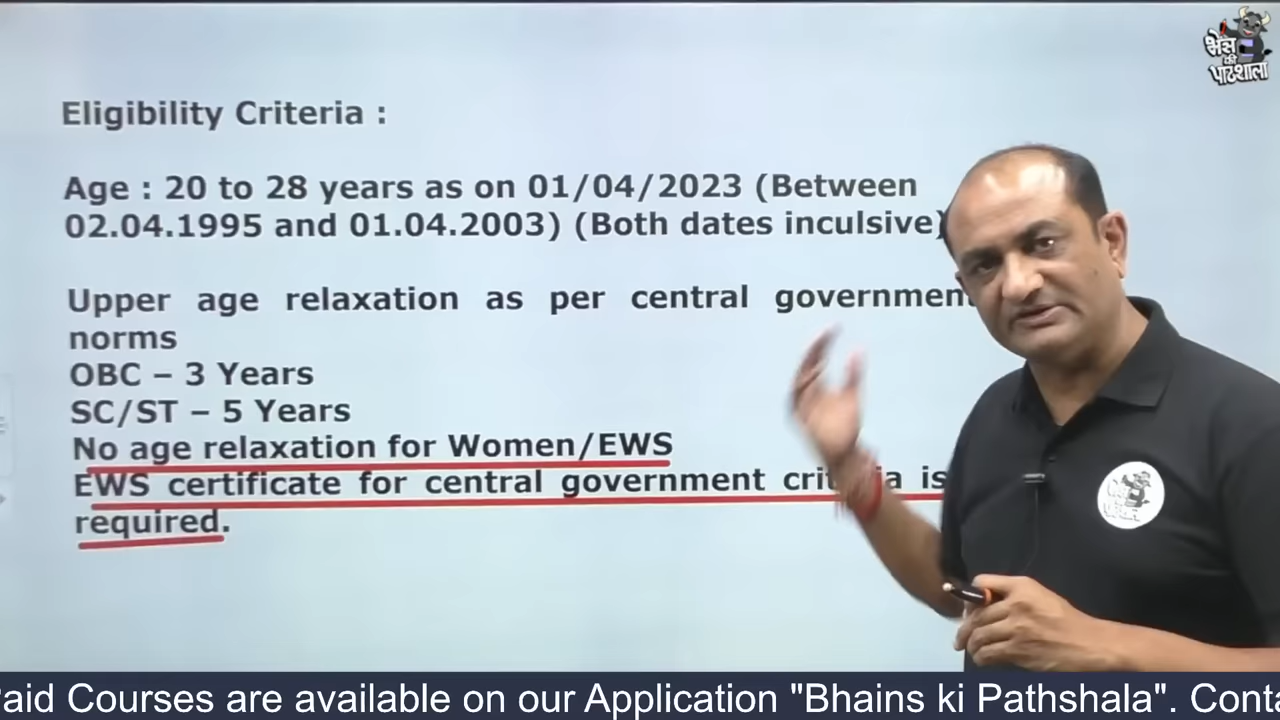 भैंस
की
पाठशाला
Eligibility Criteria :
Age : 20 to 28 years as on 01/04/2023 (Between
02.04.1995 and 01.04.2003) (Both dates inculsive)
Upper age relaxation as per central government
norms
OBC – 3 Years
SC/ST – 5 Years
No age relaxation for Women/EWS
EWS certificate for central government criteria is
required.
Paid Courses are available on our Application "Bhains ki Pathshala". Conta